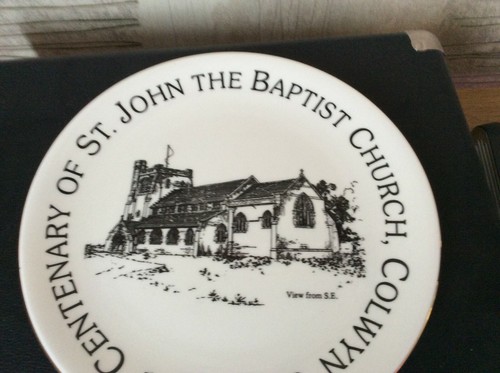 CENTENARY OF ST. JOHN THE BAPTIST CHURCH, COLWYN
View from S.E.